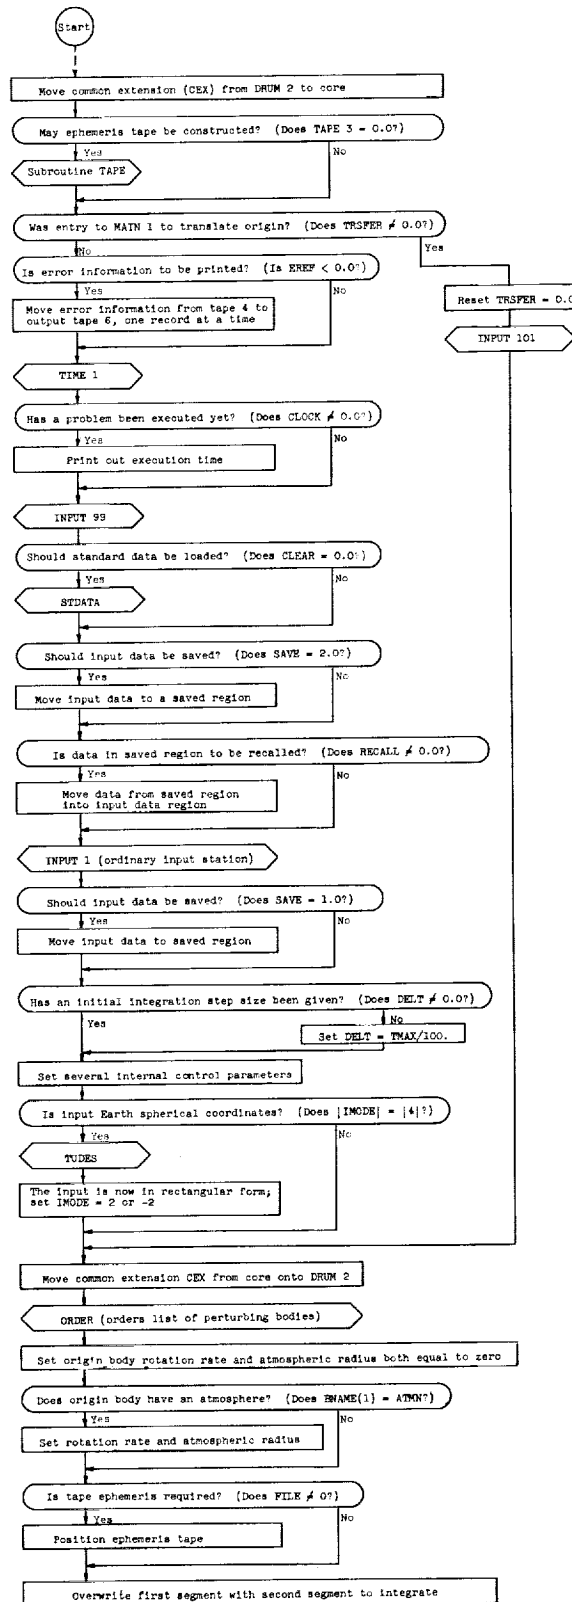 Start
Move common extension (CEX) from DRUM 2 to core
May ephemeris tape be constructed? (Does TAPE 3 = 0.0?)
Yes
No
Subroutine TAPE
Was entry to MAIN 1 to translate origin? (Does TRSFER ≠ 0.0?)
No
Yes
Is error information to be printed? (Is EREF < 0.0?)
Yes
No
Reset TRSFER = 0.0
Move error information from tape 4 to
output tape 6, one record at a time
INPUT 101
TIME 1
Has a problem been executed yet? (Does CLOCK ≠ 0.0?)
Yes
No
Print out execution time
INPUT 99
Should standard data be loaded? (Does CLEAR = 0.0?)
Yes
No
STDATA
Should input data be saved? (Does SAVE = 2.0?)
Yes
No
Move input data to a saved region
Is data in saved region to be recalled? (Does RECALL ≠ 0.0?)
Yes
No
Move data from saved region
into input data region
INPUT 1 (ordinary input station)
Should input data be saved? (Does SAVE = 1.0?)
Yes
No
Move input data to saved region
Has an initial integration step size been given? (Does DELT ≠ 0.0?)
Yes
No
Set DELT = TMAX/100.
Set several internal control parameters
Is input Earth spherical coordinates? (Does |IMODE| = |4|?)
Yes
No
TUDES
The input is now in rectangular form;
set IMODE = 2 or -2
Move common extension CEX from core onto DRUM 2
ORDER (orders list of perturbing bodies)
Set origin body rotation rate and atmospheric radius both equal to zero
Does origin body have an atmosphere? (Does BNAME(1) = ATMN?)
Yes
No
Set rotation rate and atmospheric radius
Is tape ephemeris required? (Does FILE ≠ 0?)
Yes
No
Position ephemeris tape
Overwrite first segment with second segment to integrate